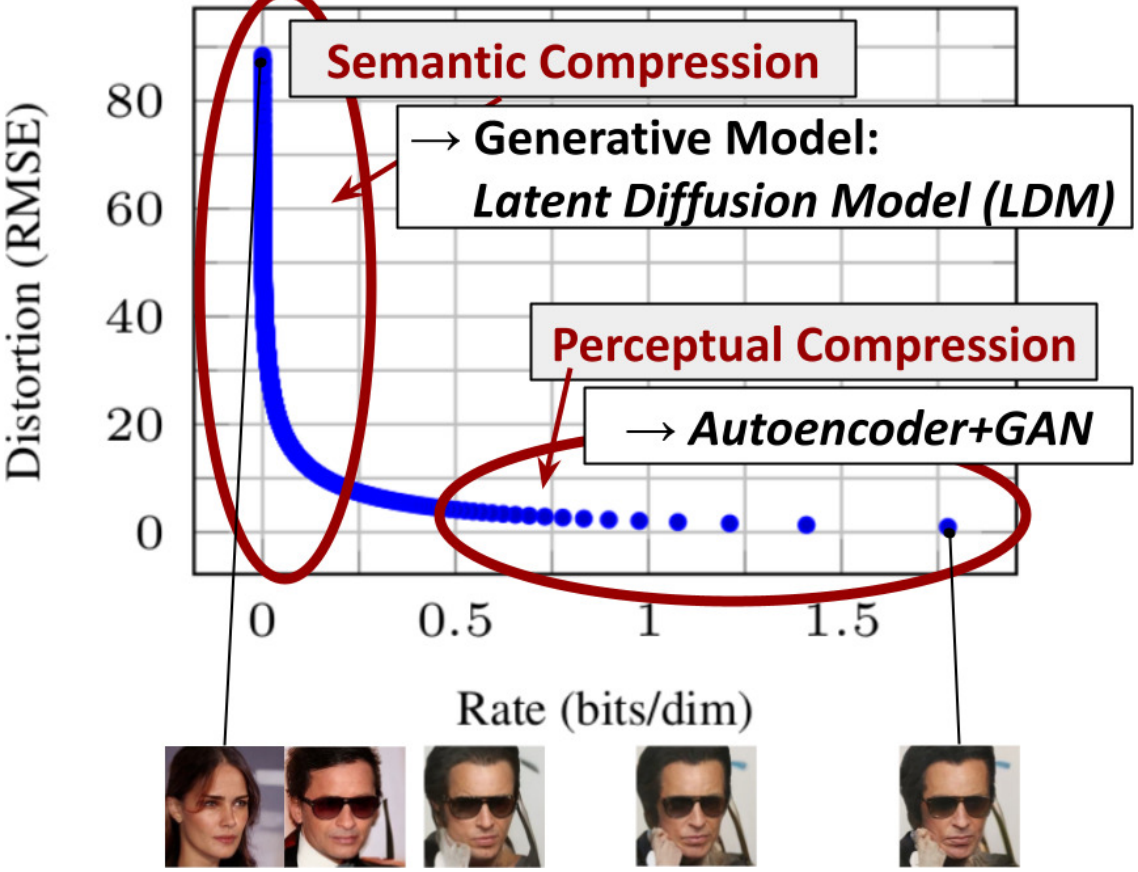 Semantic Compression
→ Generative Model:
Latent Diffusion Model (LDM)
Perceptual Compression
→ Autoencoder+GAN
Distortion (RMSE)
80
60
40
20
0
0 0.5 1 1.5
Rate (bits/dim)